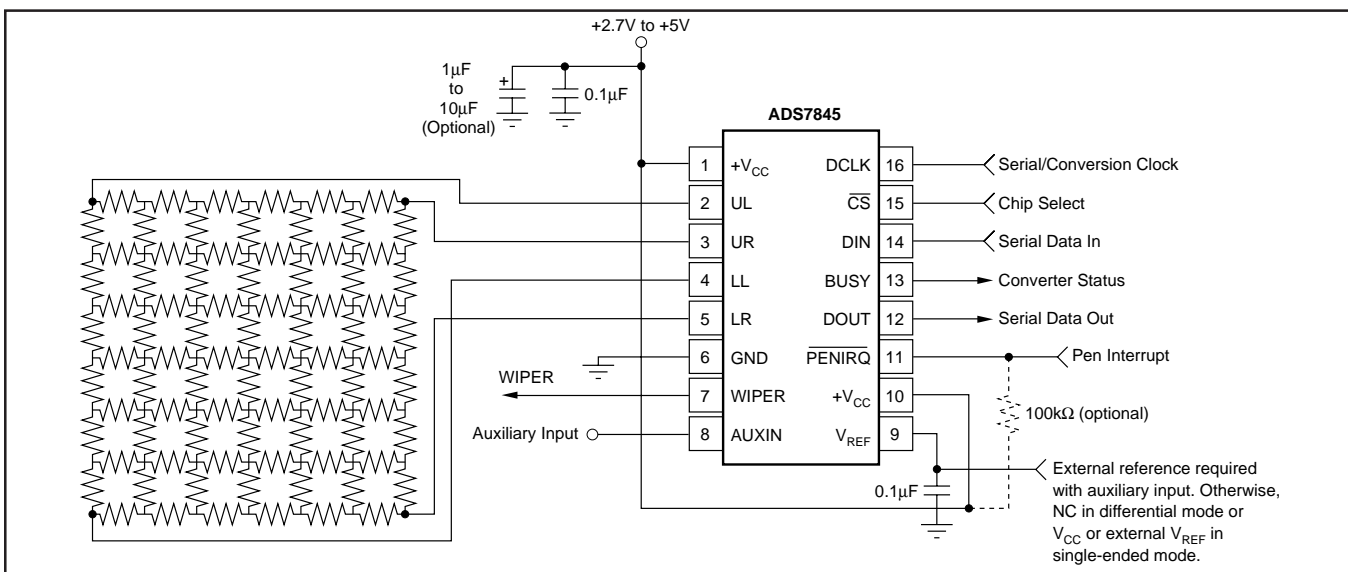 +2.7V to +5V
1µF
to
10µF
(Optional)
+
0.1µF
ADS7845
1 +VCC DCLK 16 Serial/Conversion Clock
2 UL CS 15 Chip Select
3 UR DIN 14 Serial Data In
4 LL BUSY 13 Converter Status
5 LR DOUT 12 Serial Data Out
6 GND PENIRQ 11 Pen Interrupt
WIPER 7 WIPER +VCC 10
100kΩ (optional)
Auxiliary Input 8 AUXIN VREF 9
0.1µF
External reference required
with auxiliary input. Otherwise,
NC in differential mode or
VCC or external VREF in
single-ended mode.